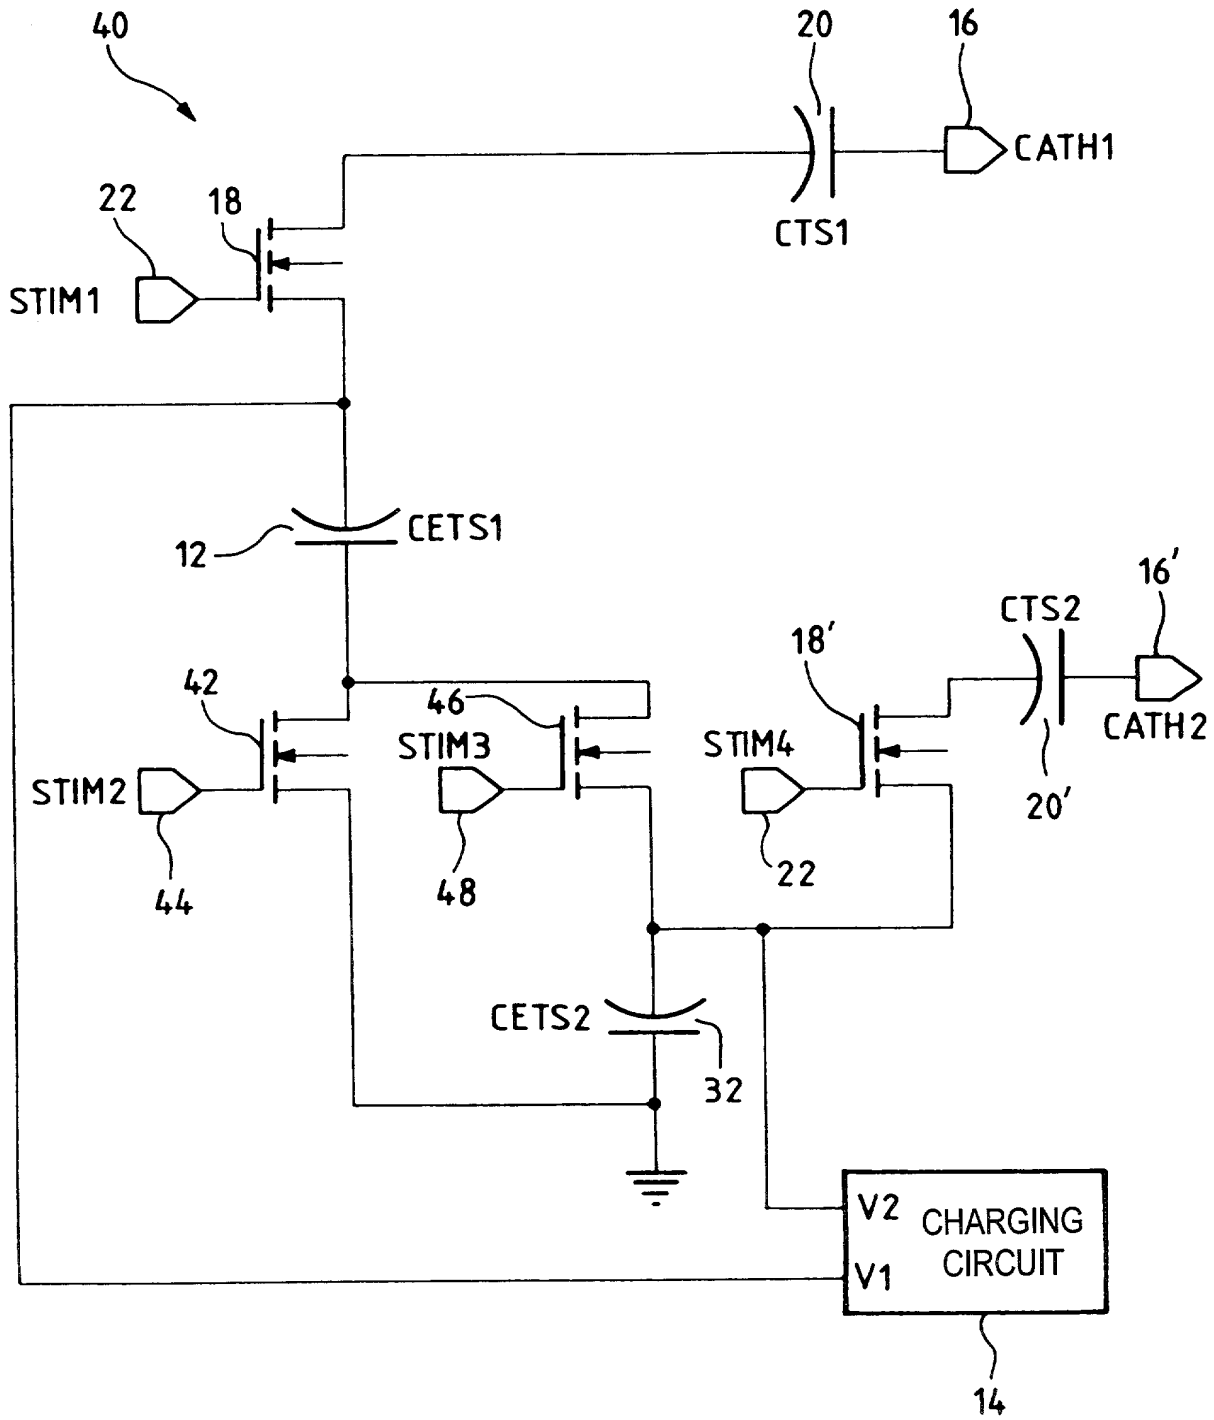 40
20
16
CATH1
CTS1
22
18
STIM1
12
CETS1
16'
CTS2
18'
CATH2
20'
42
46
STIM3
STIM4
STIM2
44
48
22
CETS2
32
V2
CHARGING
CIRCUIT
V1
14